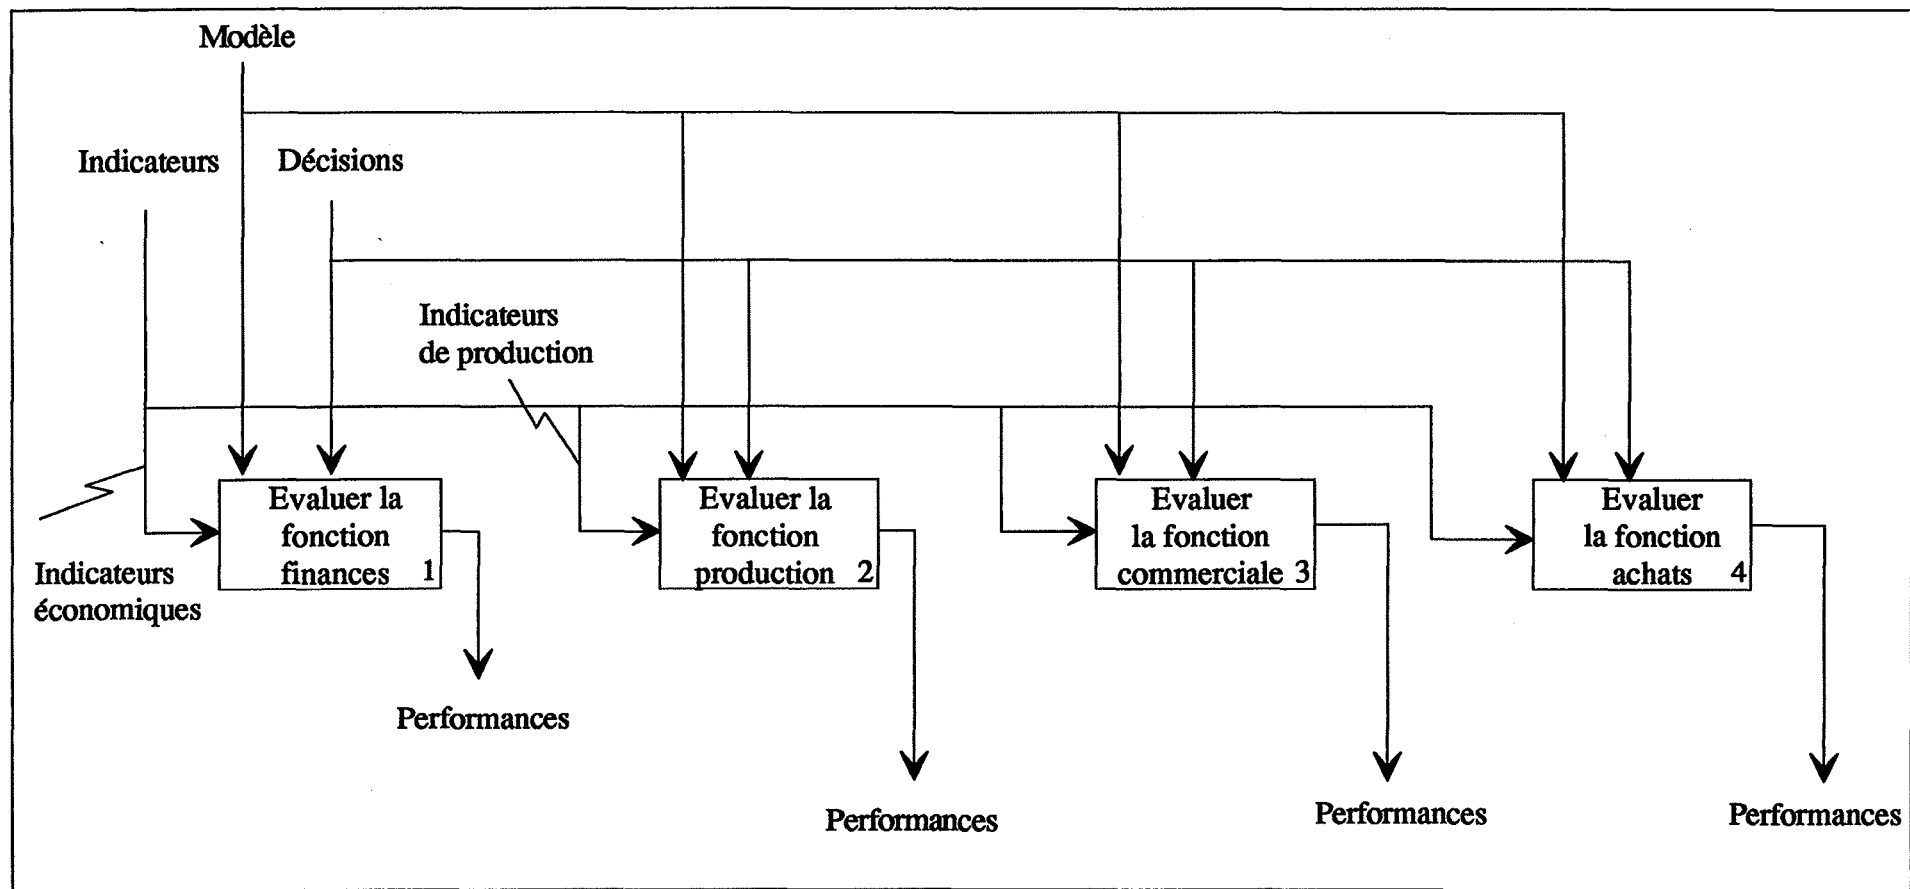 Modèle
Indicateurs
Décisions
Indicateurs
de production
Evaluer la
fonction
finances 1
Evaluer la
fonction
production 2
Evaluer
la fonction
commerciale 3
Evaluer
la fonction
achats 4
Indicateurs
économiques
Performances
Performances
Performances
Performances